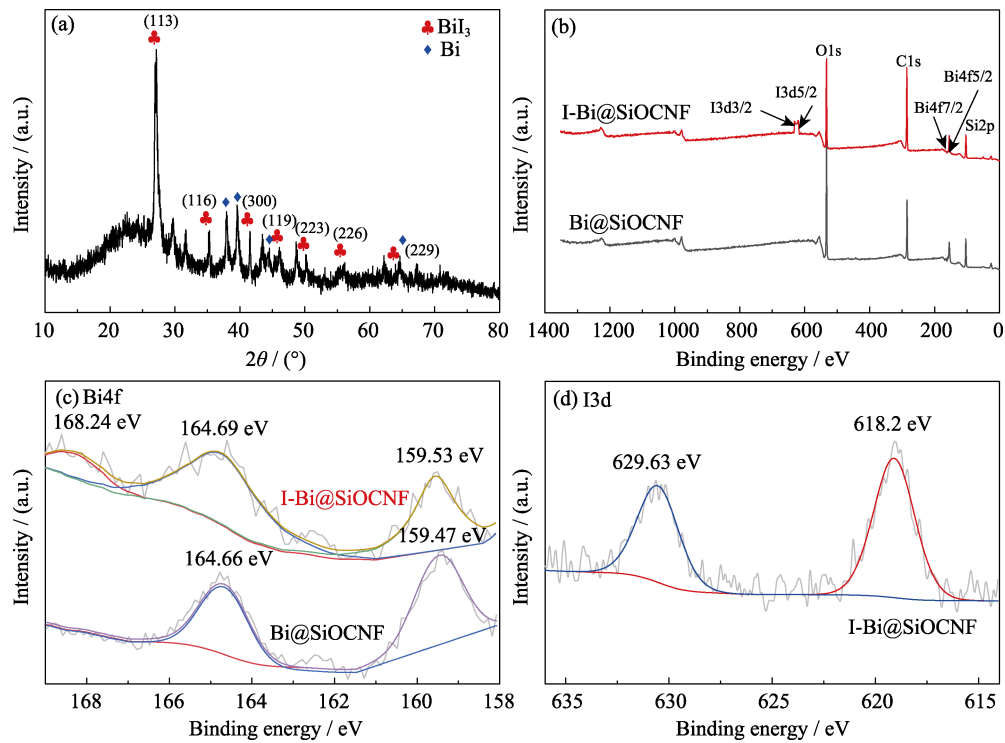 (a)
(113)
BiI₃
Bi
(116)
(300)
(119)
(223)
(226)
(229)
Intensity / (a.u.)
10 20 30 40 50 60 70 80
2θ / (°)
(b)
O1s
C1s
I3d3/2
I3d5/2
Bi4f5/2
Bi4f7/2
Si2p
I-Bi@SiOCNF
Bi@SiOCNF
Intensity / (a.u.)
1400 1200 1000 800 600 400 200 0
Binding energy / eV
(c) Bi4f
168.24 eV
164.69 eV
159.53 eV
I-Bi@SiOCNF
159.47 eV
164.66 eV
Bi@SiOCNF
Intensity / (a.u.)
168 166 164 162 160 158
Binding energy / eV
(d) I3d
618.2 eV
629.63 eV
I-Bi@SiOCNF
Intensity / (a.u.)
635 630 625 620 615
Binding energy / eV